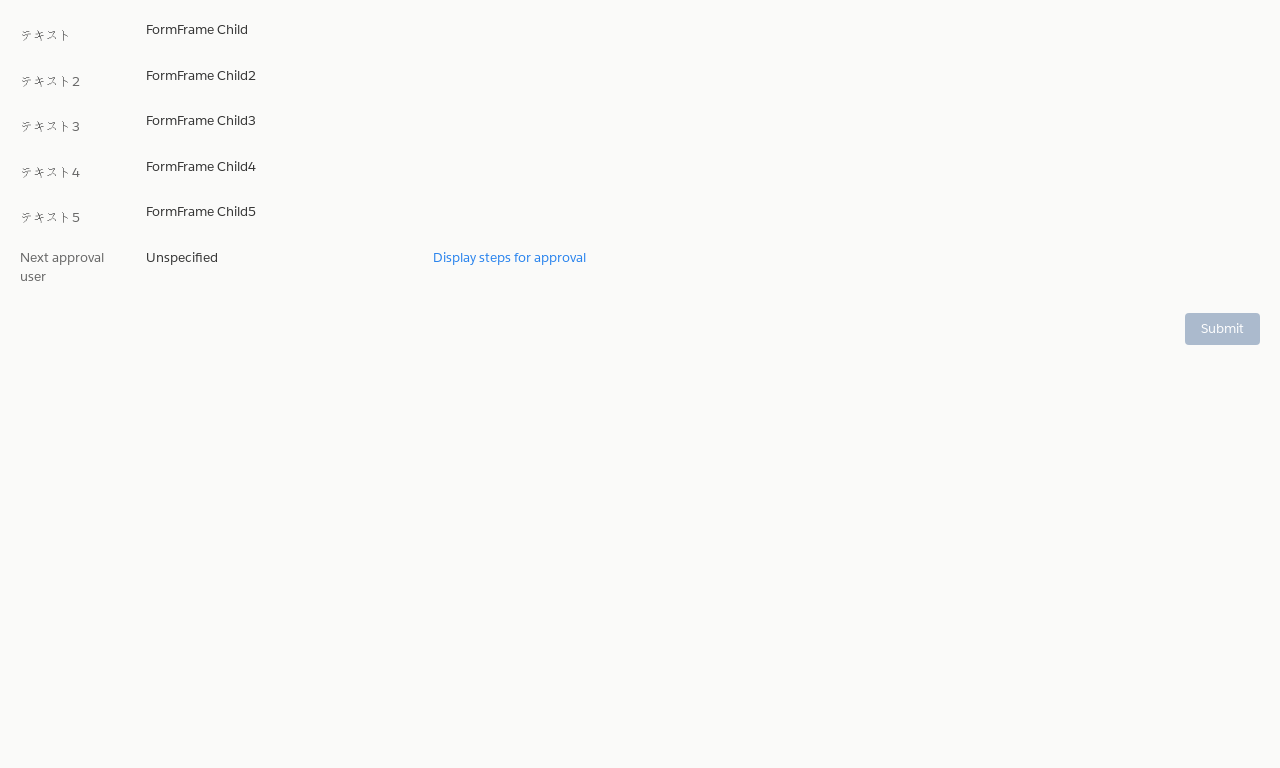 テキスト FormFrame Child
テキスト2 FormFrame Child2
テキスト3 FormFrame Child3
テキスト4 FormFrame Child4
テキスト5 FormFrame Child5
Next approval user Unspecified Display steps for approval
Submit